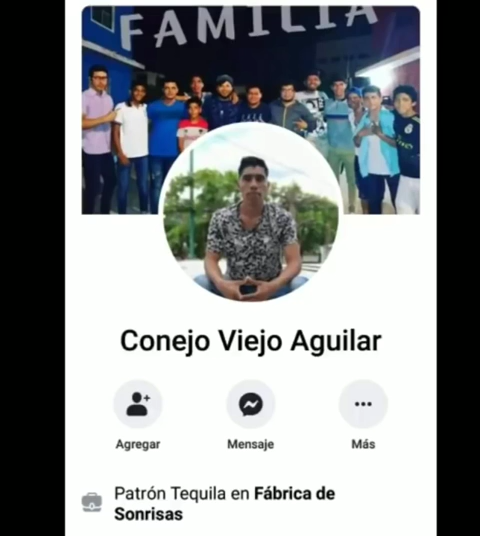 FAMILIA
Conejo Viejo Aguilar
Agregar
Mensaje
Más
Patrón Tequila en Fábrica de
Sonrisas